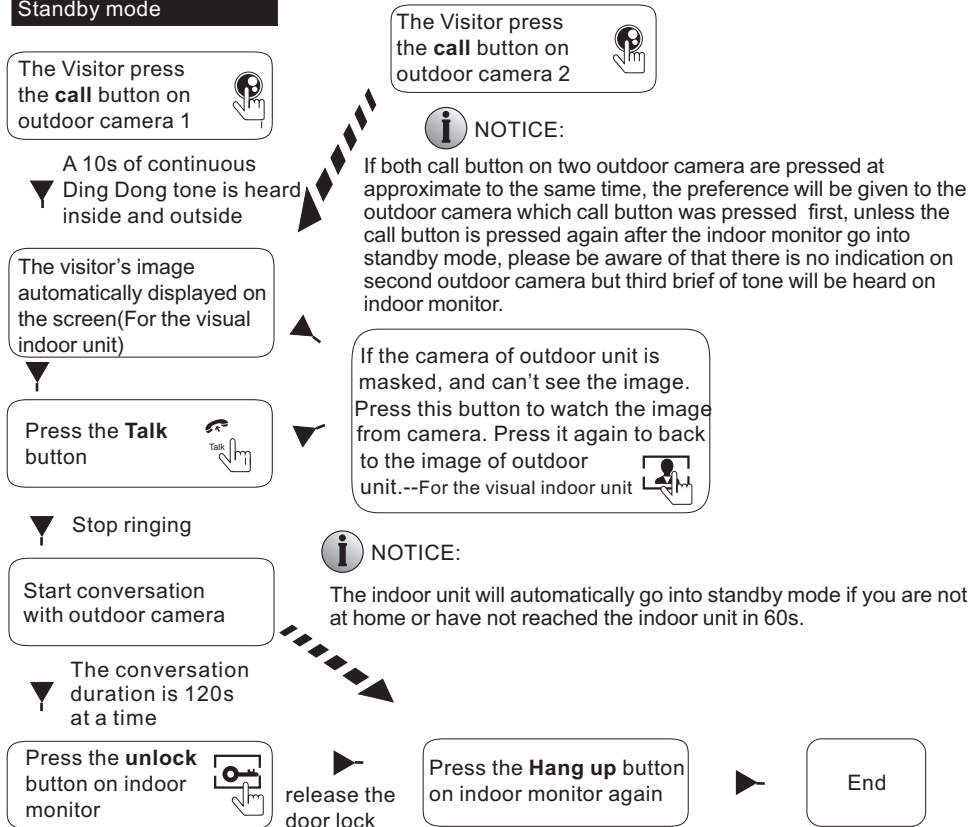 Standby mode
The Visitor press
the call button on
outdoor camera 1
The Visitor press
the call button on
outdoor camera 2
NOTICE:
If both call button on two outdoor camera are pressed at
approximate to the same time, the preference will be given to the
outdoor camera which call button was pressed first, unless the
call button is pressed again after the indoor monitor go into
standby mode, please be aware of that there is no indication on
second outdoor camera but third brief of tone will be heard on
indoor monitor.
A 10s of continuous
Ding Dong tone is heard
inside and outside
The visitor's image
automatically displayed on
the screen(For the visual
indoor unit)
If the camera of outdoor unit is
masked, and can't see the image.
Press this button to watch the image
from camera. Press it again to back
to the image of outdoor
unit.--For the visual indoor unit
Press the Talk
button
Talk
Stop ringing
NOTICE:
The indoor unit will automatically go into standby mode if you are not
at home or have not reached the indoor unit in 60s.
Start conversation
with outdoor camera
The conversation
duration is 120s
at a time
Press the unlock
button on indoor
monitor
release the
door lock
Press the Hang up button
on indoor monitor again
End